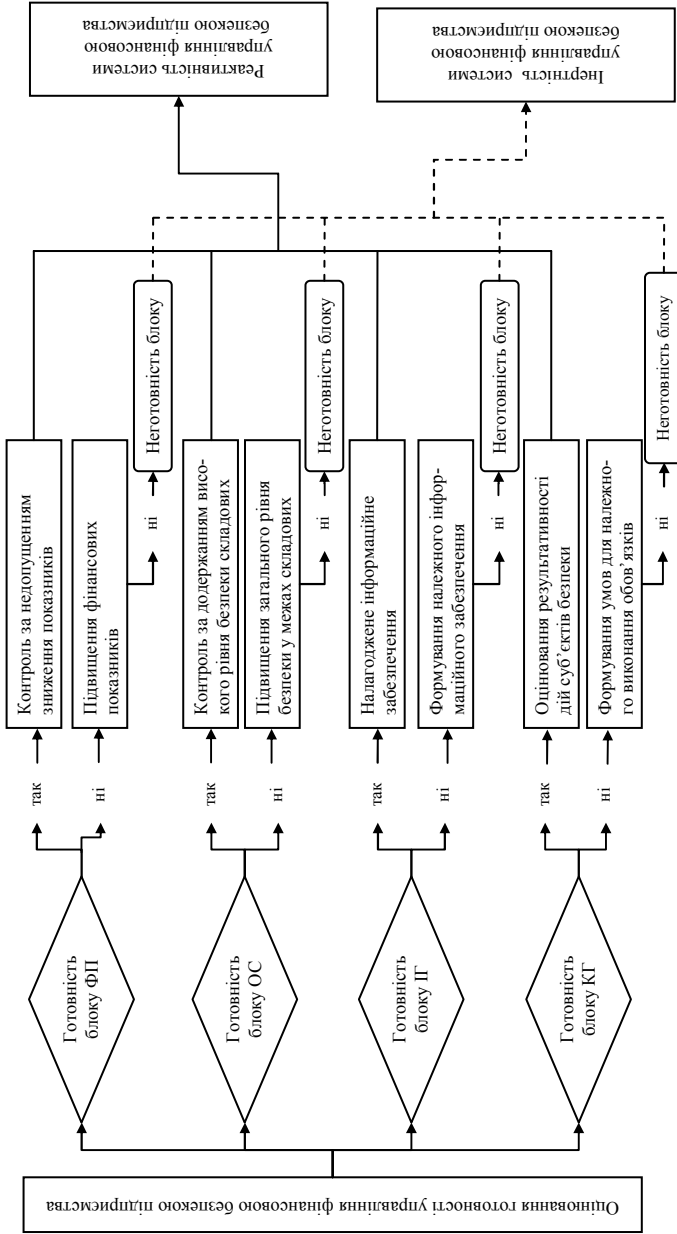 Оцінювання готовності управління фінансовою безпекою підприємства
Готовність
блоку ФП
так
ні
Контроль за недопущенням
зниження показників
Підвищення фінансових
показників
ні
Неготовність блоку
Готовність
блоку ОС
так
ні
Контроль за додержанням висо-
кого рівня безпеки складових
Підвищення загального рівня
безпеки у межах складових
ні
Неготовність блоку
Готовність
блоку ІГ
так
ні
Налагоджене інформаційне
забезпечення
Формування належного інфор-
маційного забезпечення
ні
Неготовність блоку
Готовність
блоку КГ
так
ні
Оцінювання результативності
дій суб’єктів безпеки
Формування умов для належно-
го виконання обов’язків
ні
Неготовність блоку
Реактивність системи
управління фінансовою
безпекою підприємства
Інертність системи
управління фінансовою
безпекою підприємства